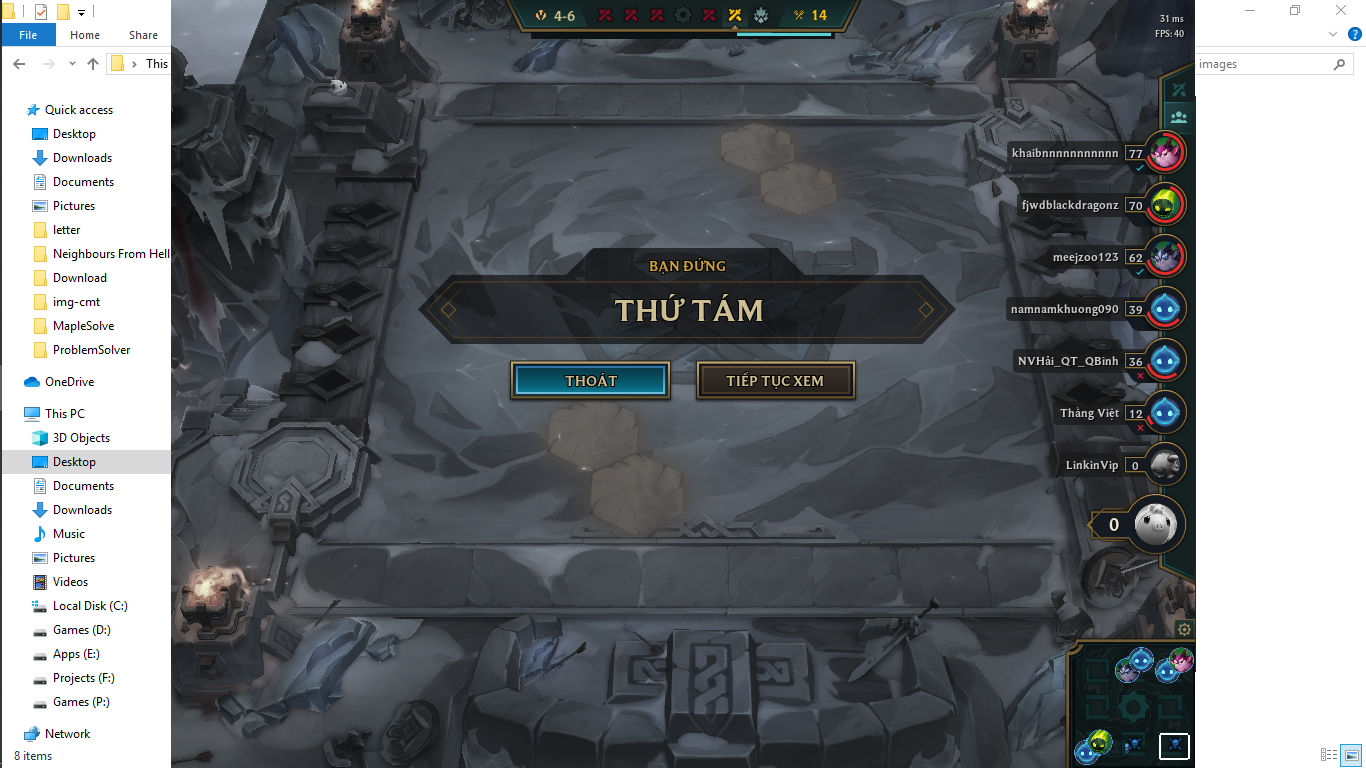 File
Home
Share
This
Quick access
Desktop
Downloads
Documents
Pictures
letter
Neighbours From Hell
Download
img-cmt
MapleSolve
ProblemSolver
OneDrive
This PC
3D Objects
Desktop
Documents
Downloads
Music
Pictures
Videos
Local Disk (C:)
Games (D:)
Apps (E:)
Projects (F:)
Games (P:)
Network
8 items
4-6
14
31 ms
FPS: 40
images
khaibnnnnnnnnnnn 77
fjwdblackdragonz 70
meejzoo123 62
namnamkhuong090 39
NVHải_QT_QBinh 36
Thăng Việt 12
LinkinVip 0
0
BẠN ĐỨNG
THỨ TÁM
THOÁT
TIẾP TỤC XEM